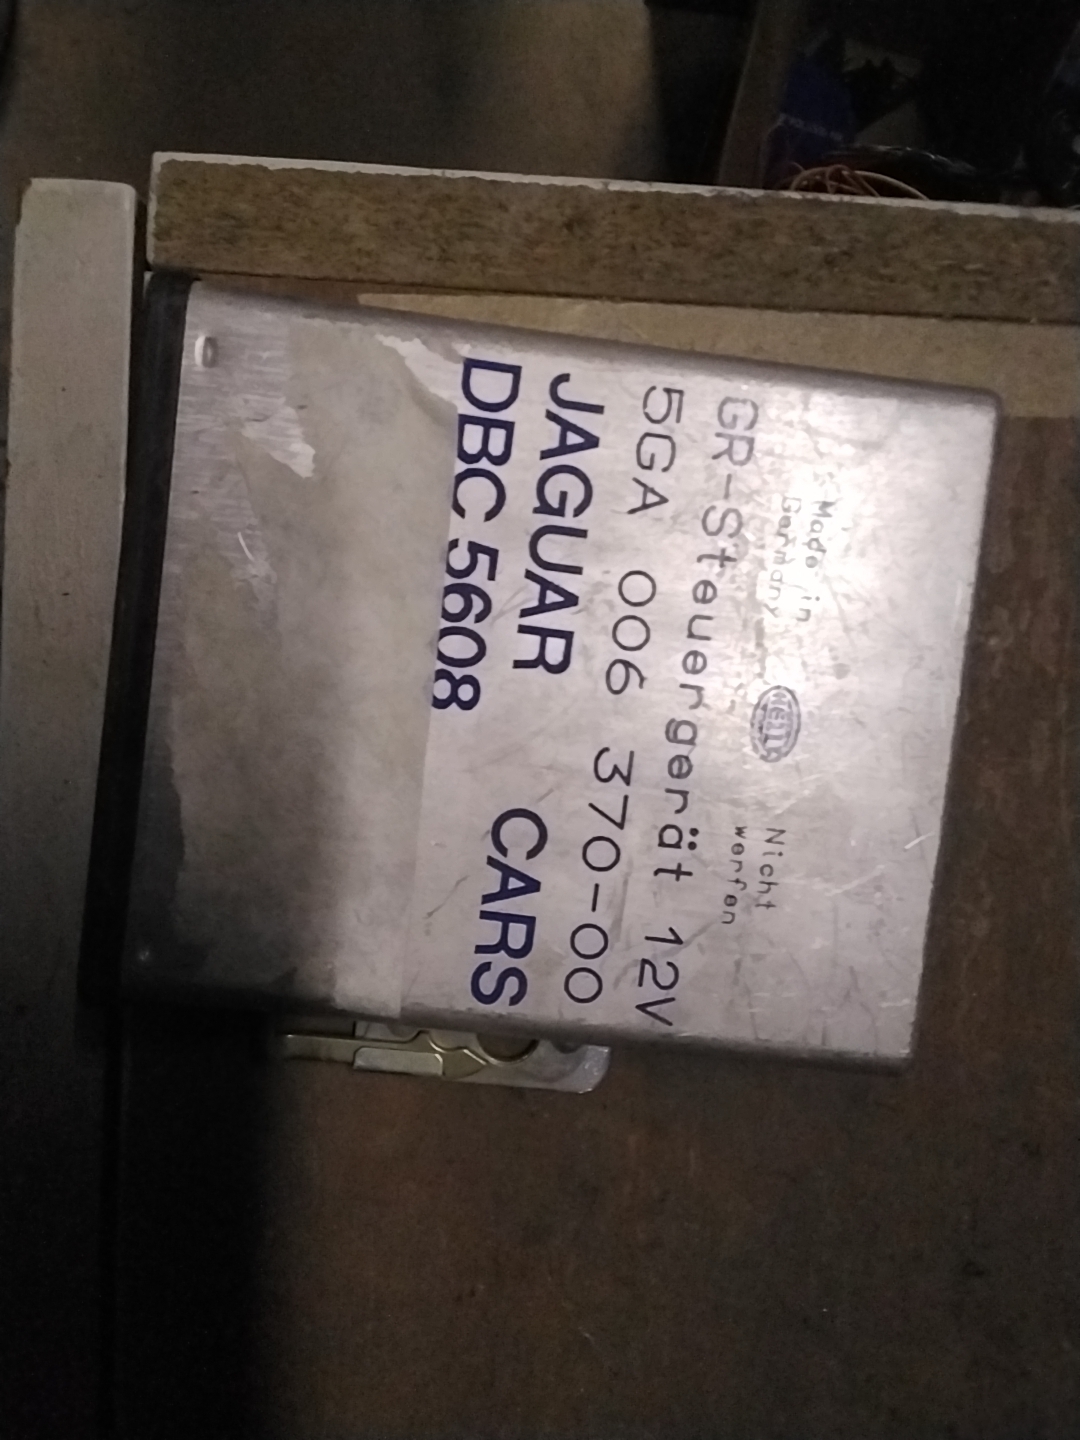 Made in
Germany
HELLA
Nicht
werfen
GR-Steuergerät 12V
5GA 006 370-00
JAGUAR CARS
DBC 5608